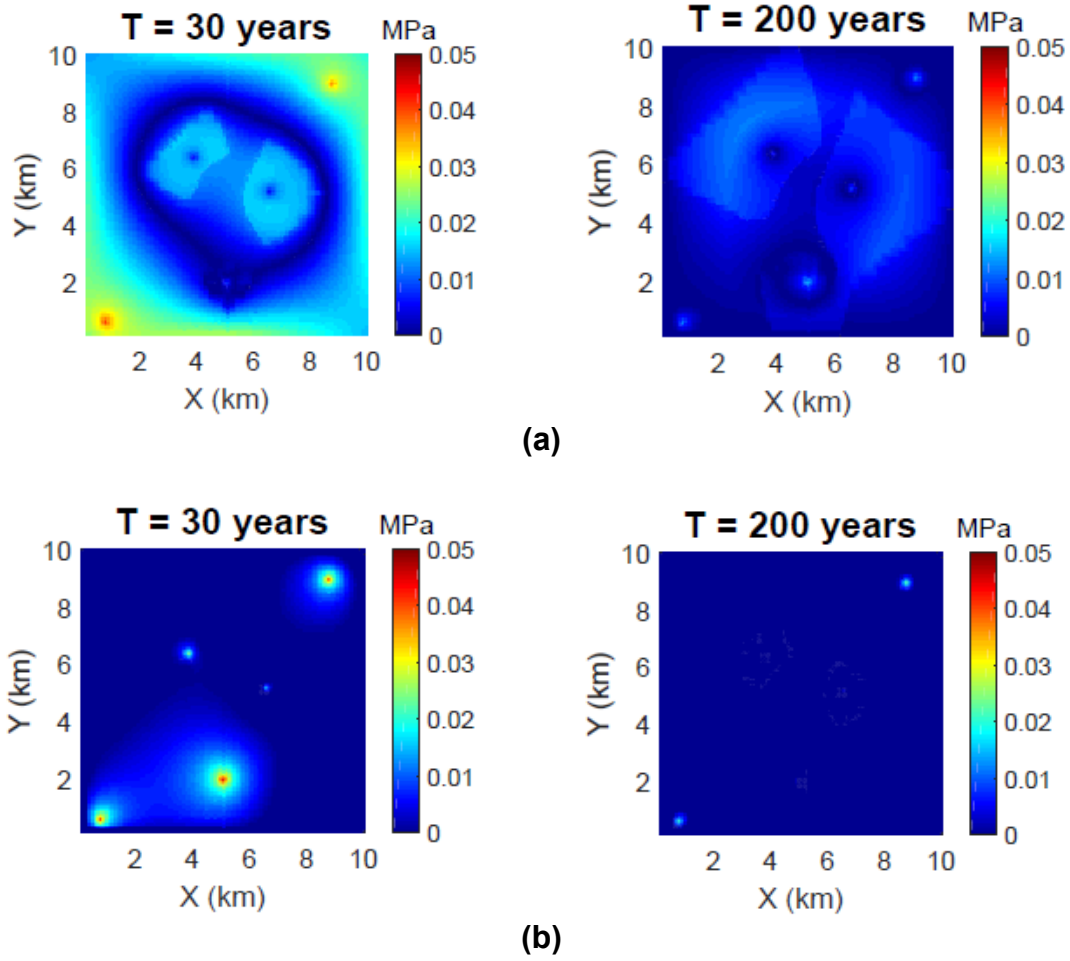 T = 30 years MPa T = 200 years MPa
10 0.05 10 0.05
8 0.04 8 0.04
6 0.03 6 0.03
Y (km) Y (km)
4 0.02 4 0.02
2 0.01 2 0.01
0 0
2 4 6 8 10 2 4 6 8 10
X (km) X (km)
(a)
T = 30 years MPa T = 200 years MPa
10 0.05 10 0.05
8 0.04 8 0.04
6 0.03 6 0.03
Y (km) Y (km)
4 0.02 4 0.02
2 0.01 2 0.01
0 0
2 4 6 8 10 2 4 6 8 10
X (km) X (km)
(b)